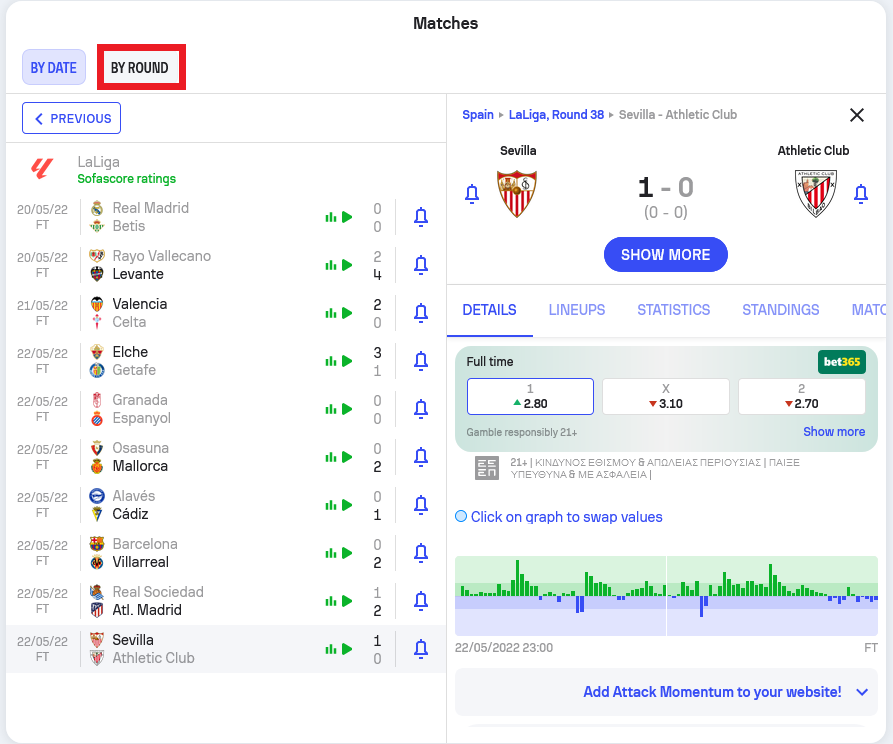 Matches
BY DATE
BY ROUND
PREVIOUS
LaLiga
Sofascore ratings
20/05/22 Real Madrid 0
FT Betis 0
20/05/22 Rayo Vallecano 2
FT Levante 4
21/05/22 Valencia 2
FT Celta 0
22/05/22 Elche 3
FT Getafe 1
22/05/22 Granada 0
FT Espanyol 0
22/05/22 Osasuna 0
FT Mallorca 2
22/05/22 Alavés 0
FT Cádiz 1
22/05/22 Barcelona 0
FT Villarreal 2
22/05/22 Real Sociedad 1
FT Atl. Madrid 2
22/05/22 Sevilla 1
FT Athletic Club 0
Spain LaLiga, Round 38 Sevilla - Athletic Club
Sevilla Athletic Club
1 - 0
(0 - 0)
SHOW MORE
DETAILS LINEUPS STATISTICS STANDINGS MATC
Full time bet365
1 X 2
2.80 3.10 2.70
Gamble responsibly 21+ Show more
21+ | ΚΙΝΔΥΝΟΣ ΕΘΙΣΜΟΥ & ΑΠΩΛΕΙΑΣ ΠΕΡΙΟΥΣΙΑΣ | ΠΑΙΞΕ
ΥΠΕΥΘΥΝΑ & ΜΕ ΑΣΦΑΛΕΙΑ |
Click on graph to swap values
22/05/2022 23:00 FT
Add Attack Momentum to your website!